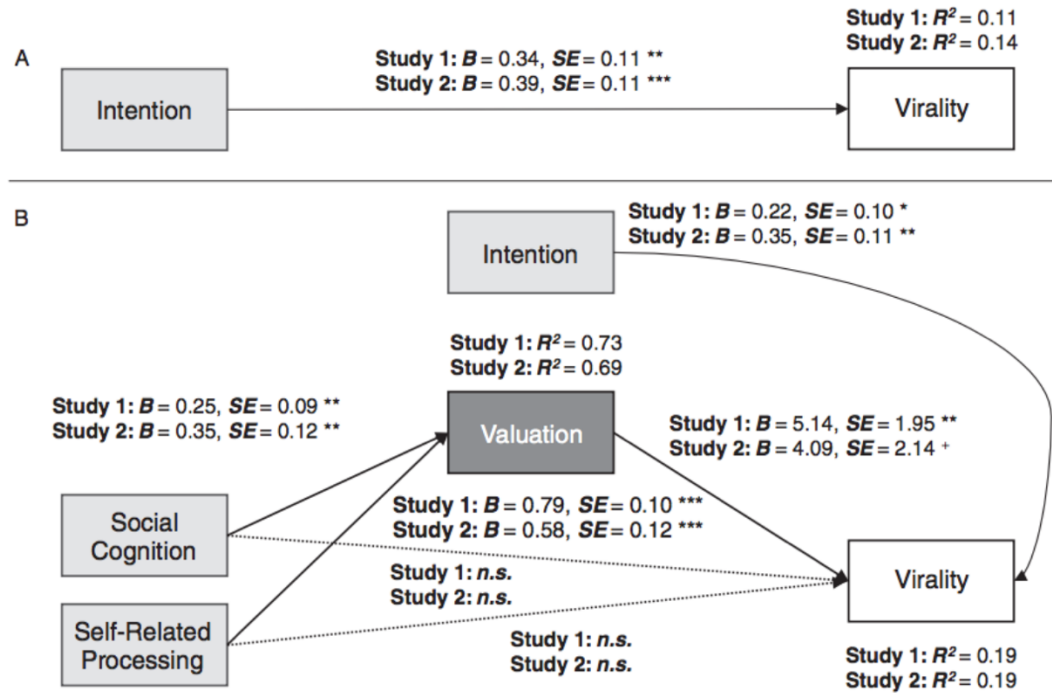 Study 1: R² = 0.11
Study 2: R² = 0.14
A
Study 1: B = 0.34, SE = 0.11 **
Study 2: B = 0.39, SE = 0.11 ***
Intention
Virality
B
Study 1: B = 0.22, SE = 0.10 *
Study 2: B = 0.35, SE = 0.11 **
Intention
Study 1: R² = 0.73
Study 2: R² = 0.69
Study 1: B = 0.25, SE = 0.09 **
Study 2: B = 0.35, SE = 0.12 **
Valuation
Study 1: B = 5.14, SE = 1.95 **
Study 2: B = 4.09, SE = 2.14 +
Study 1: B = 0.79, SE = 0.10 ***
Study 2: B = 0.58, SE = 0.12 ***
Social
Cognition
Study 1: n.s.
Study 2: n.s.
Virality
Self-Related
Processing
Study 1: n.s.
Study 2: n.s.
Study 1: R² = 0.19
Study 2: R² = 0.19